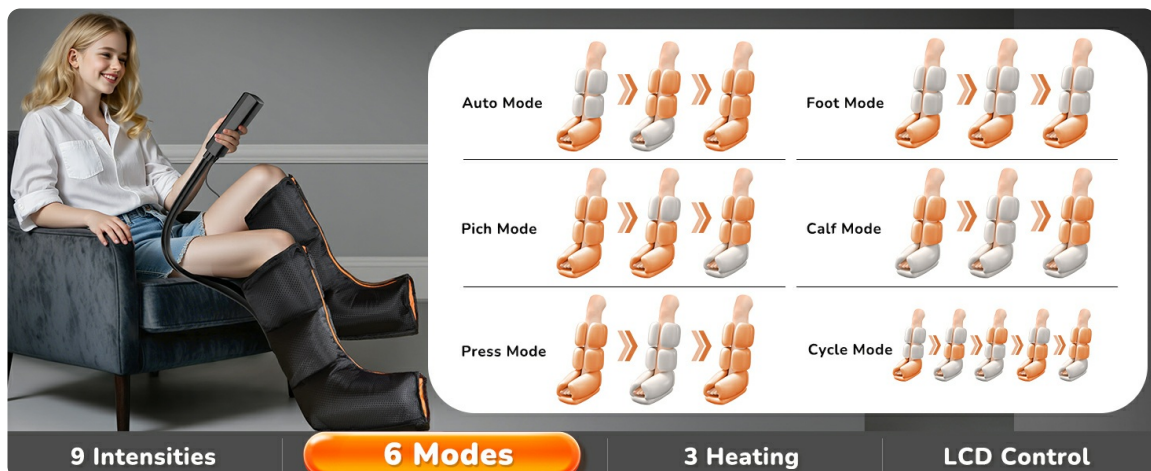 Auto Mode
Foot Mode
Pich Mode
Calf Mode
Press Mode
Cycle Mode
9 Intensities
6 Modes
3 Heating
LCD Control